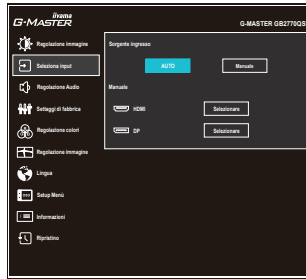 iiyama
G-MASTER
G-MASTER GB2770QS
Regolazione immagine
Seleziona input
Regolazione Audio
Settaggi di fabbrica
Regolazione colori
Regolazione immagine
Lingua
OSD
Setup Menù
Informazioni
Ripristino
Sorgente ingresso
AUTO
Manuale
Manuale
HDMI
Selezionare
DP
Selezionare